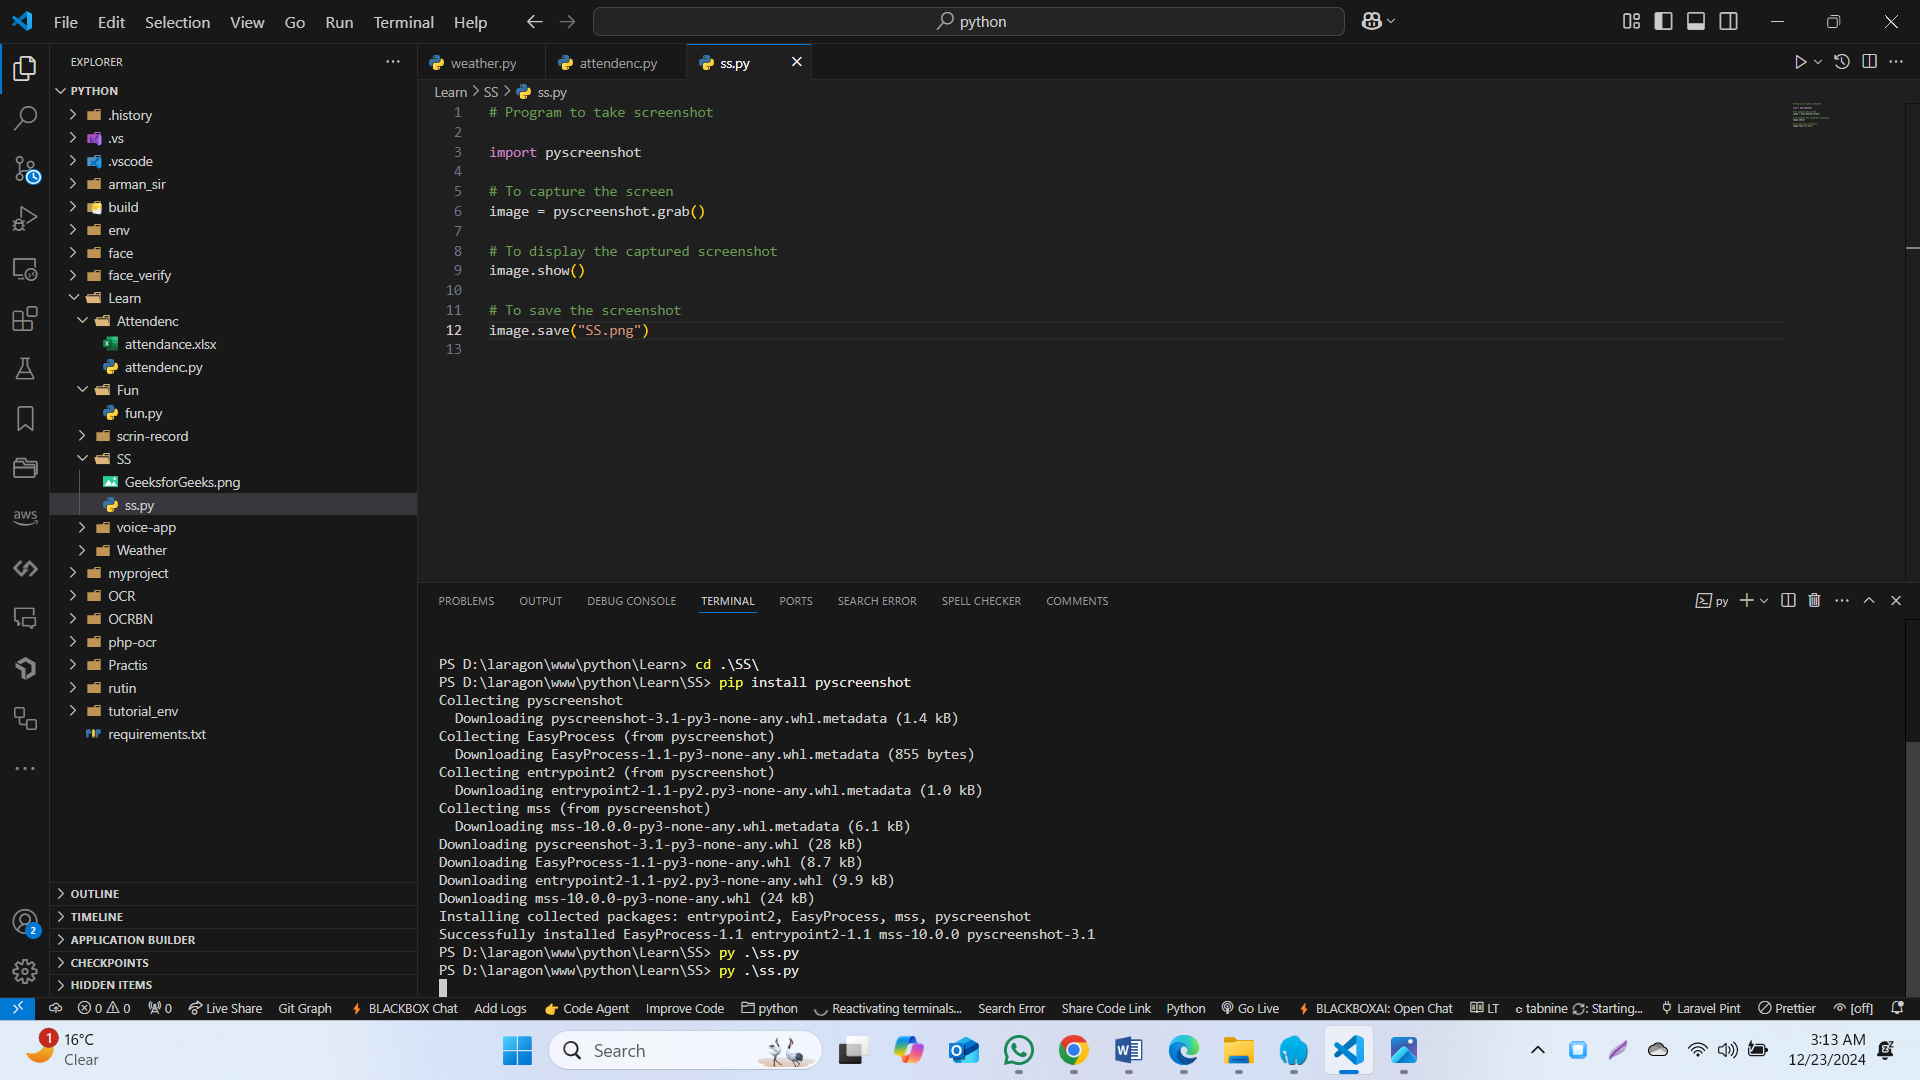 File Edit Selection View Go Run Terminal Help
python
EXPLORER
weather.py attendenc.py ss.py
PYTHON
.history
.vs
.vscode
arman_sir
build
env
face
face_verify
Learn
Attendenc
attendance.xlsx
attendenc.py
Fun
fun.py
scrin-record
SS
GeeksforGeeks.png
ss.py
voice-app
Weather
myproject
OCR
OCRBN
php-ocr
Practis
rutin
tutorial_env
requirements.txt
OUTLINE
TIMELINE
APPLICATION BUILDER
CHECKPOINTS
HIDDEN ITEMS
aws
2
Learn > SS > ss.py
1 # Program to take screenshot
2
3 import pyscreenshot
4
5 # To capture the screen
6 image = pyscreenshot.grab()
7
8 # To display the captured screenshot
9 image.show()
10
11 # To save the screenshot
12 image.save("SS.png")
13
PROBLEMS OUTPUT DEBUG CONSOLE TERMINAL PORTS SEARCH ERROR SPELL CHECKER COMMENTS
py
PS D:\laragon\www\python\Learn> cd .\SS\
PS D:\laragon\www\python\Learn\SS> pip install pyscreenshot
Collecting pyscreenshot
Downloading pyscreenshot-3.1-py3-none-any.whl.metadata (1.4 kB)
Collecting EasyProcess (from pyscreenshot)
Downloading EasyProcess-1.1-py3-none-any.whl.metadata (855 bytes)
Collecting entrypoint2 (from pyscreenshot)
Downloading entrypoint2-1.1-py2.py3-none-any.whl.metadata (1.0 kB)
Collecting mss (from pyscreenshot)
Downloading mss-10.0.0-py3-none-any.whl.metadata (6.1 kB)
Downloading pyscreenshot-3.1-py3-none-any.whl (28 kB)
Downloading EasyProcess-1.1-py3-none-any.whl (8.7 kB)
Downloading entrypoint2-1.1-py2.py3-none-any.whl (9.9 kB)
Downloading mss-10.0.0-py3-none-any.whl (24 kB)
Installing collected packages: entrypoint2, EasyProcess, mss, pyscreenshot
Successfully installed EasyProcess-1.1 entrypoint2-1.1 mss-10.0.0 pyscreenshot-3.1
PS D:\laragon\www\python\Learn\SS> py .\ss.py
PS D:\laragon\www\python\Learn\SS> py .\ss.py
0 0 0 Live Share Git Graph BLACKBOX Chat Add Logs Code Agent Improve Code python Reactivating terminals... Search Error Share Code Link Python Go Live BLACKBOXAI: Open Chat LT tabnine Starting... Laravel Pint Prettier [off]
1 16°C
Clear
Search
3:13 AM
12/23/2024